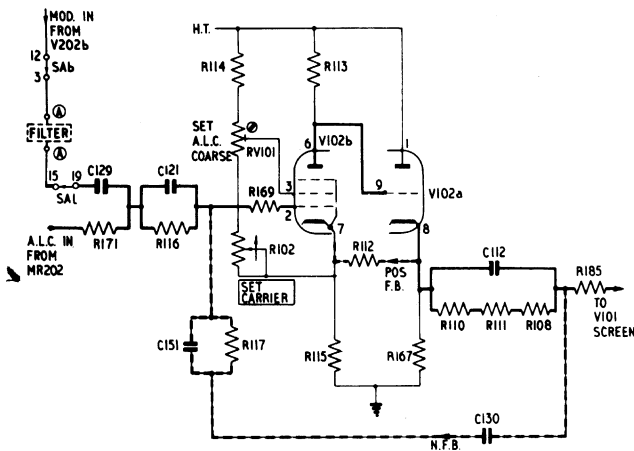 MOD. IN
FROM
V202b
12
SAb
3
A
FILTER
A
15
19
SAL
C129
C121
R171
R116
A.L.C. IN
FROM
MR202
H.T.
R114
R113
SET
A.L.C.
COARSE
RV101
6
V102b
1
3
2
7
9
V102a
8
R169
R102
SET
CARRIER
R112
POS
F.B.
C112
R185
R110
R111
R108
TO
V101
SCREEN
C151
R117
R115
R167
C130
N.F.B.